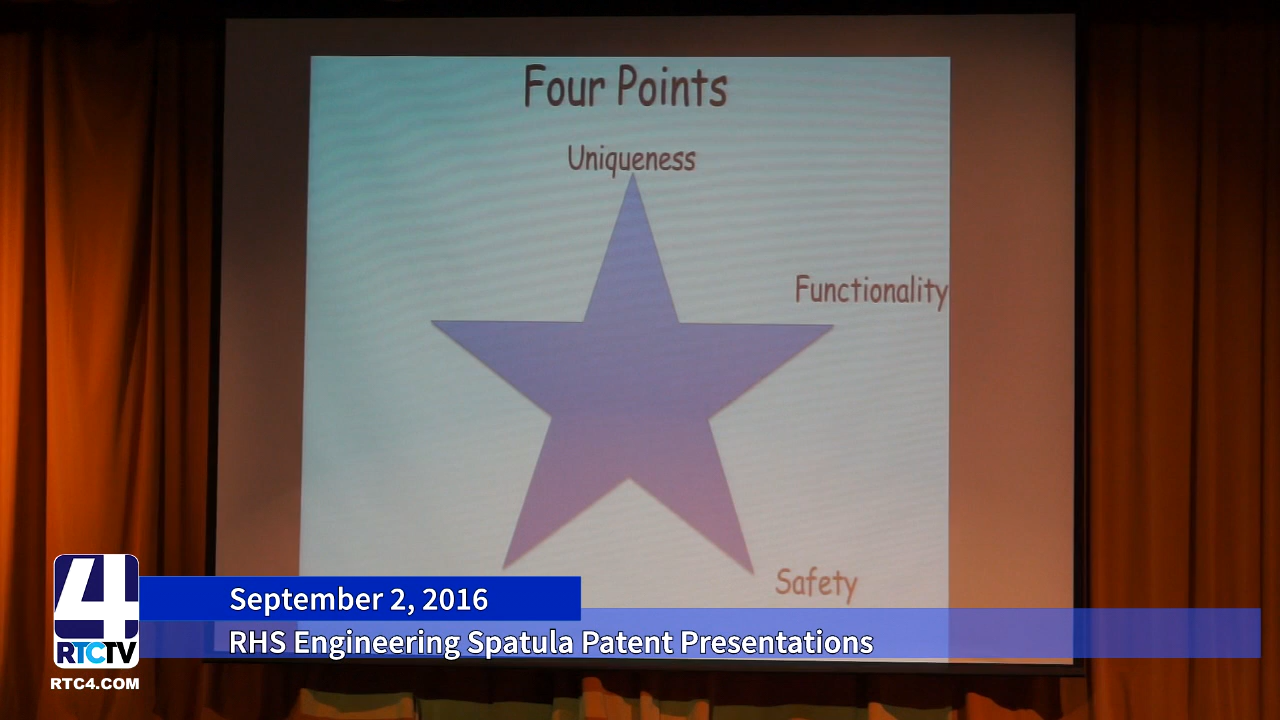 Four Points
Uniqueness
Functionality
Safety
September 2, 2016
RHS Engineering Spatula Patent Presentations
4
RTCTV
RTC4.COM